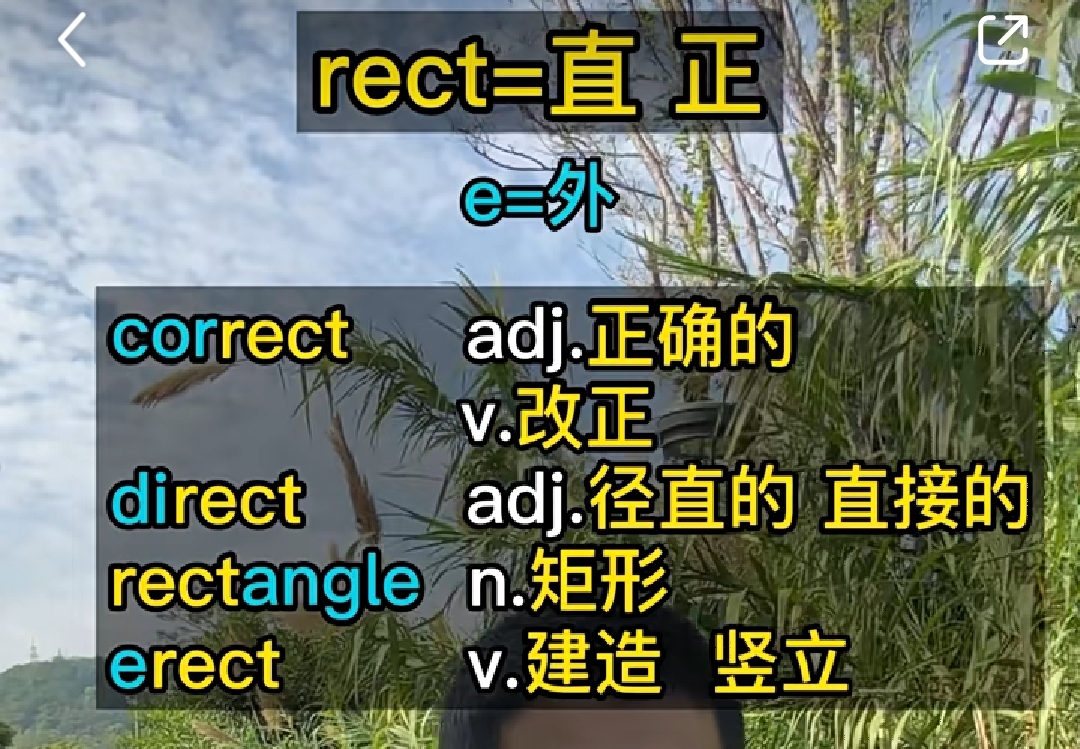 rect=直 正
e=外
correct adj.正确的
v.改正
direct adj.径直的 直接的
rectangle n.矩形
erect v.建造 竖立